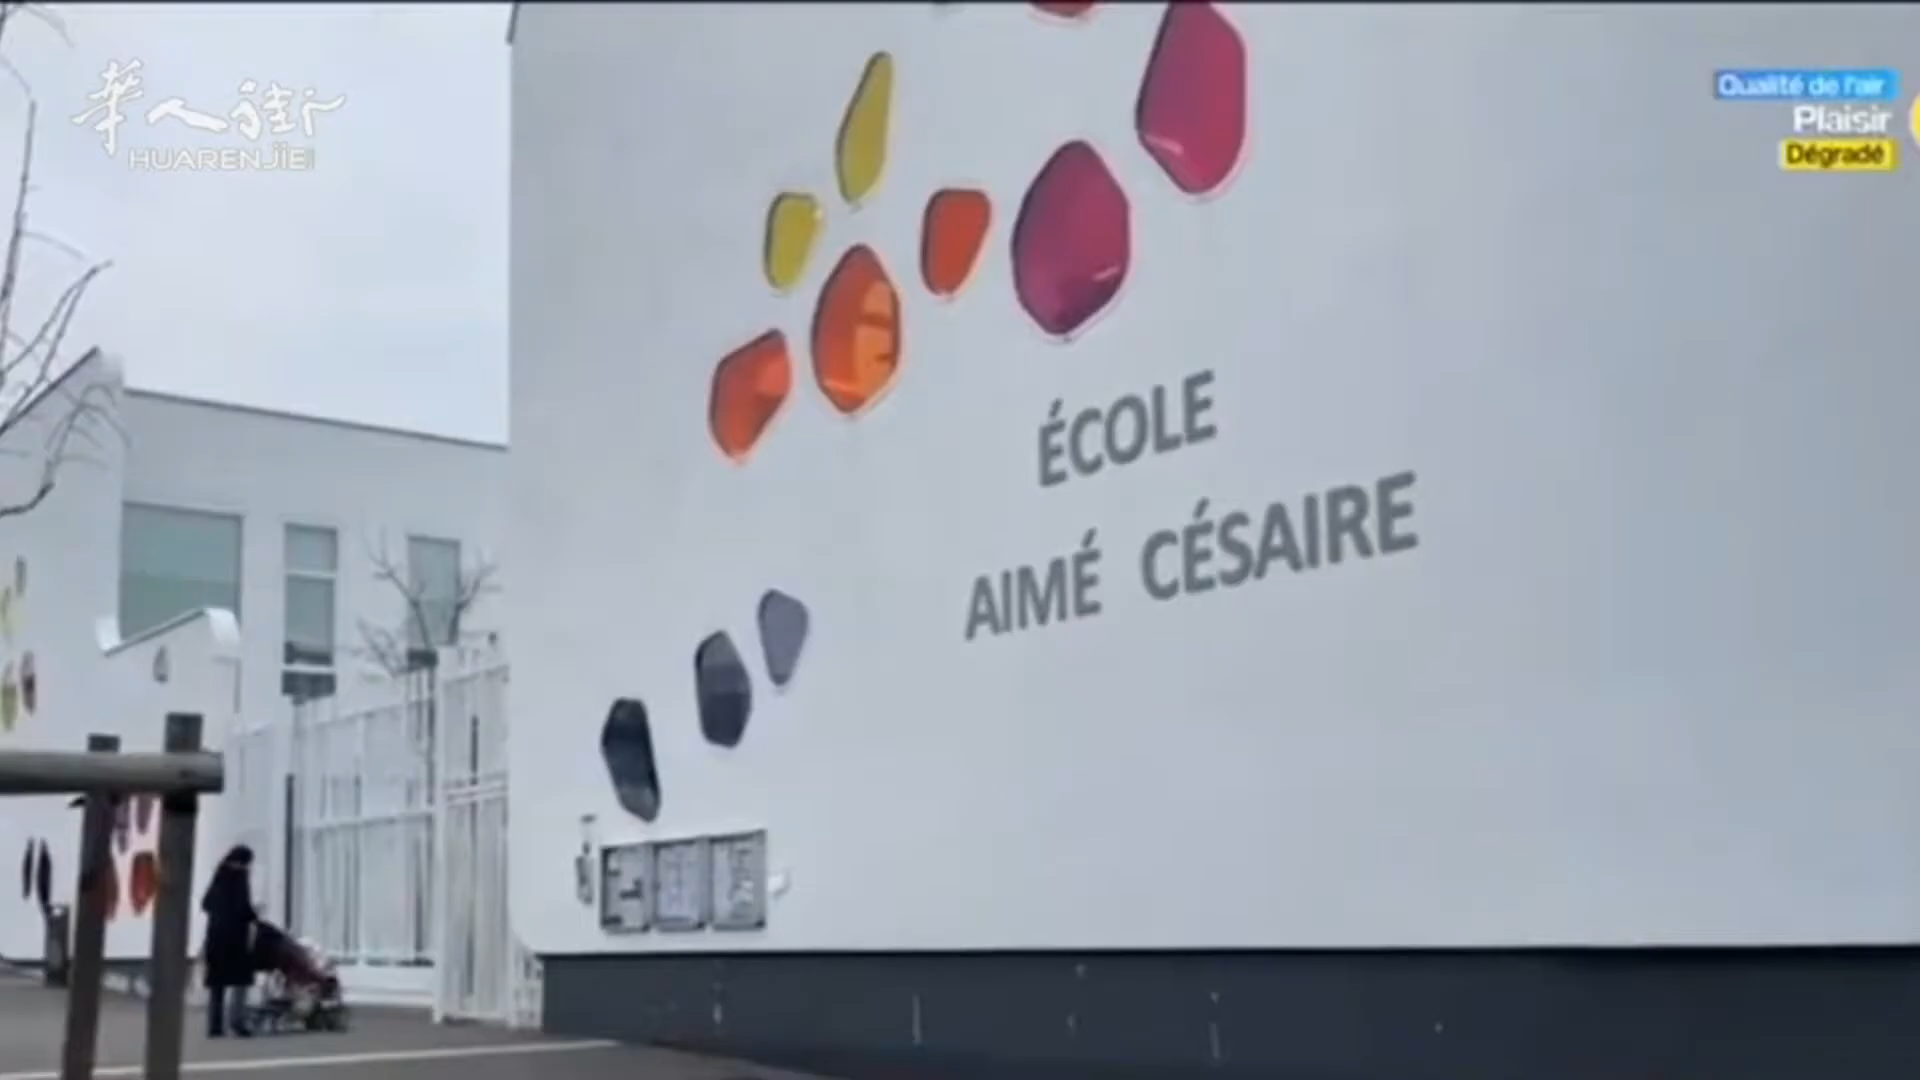 華人街
HUARENJIE
Qualité de l'air
Plaisir
Dégradé
ÉCOLE
AIMÉ CÉSAIRE